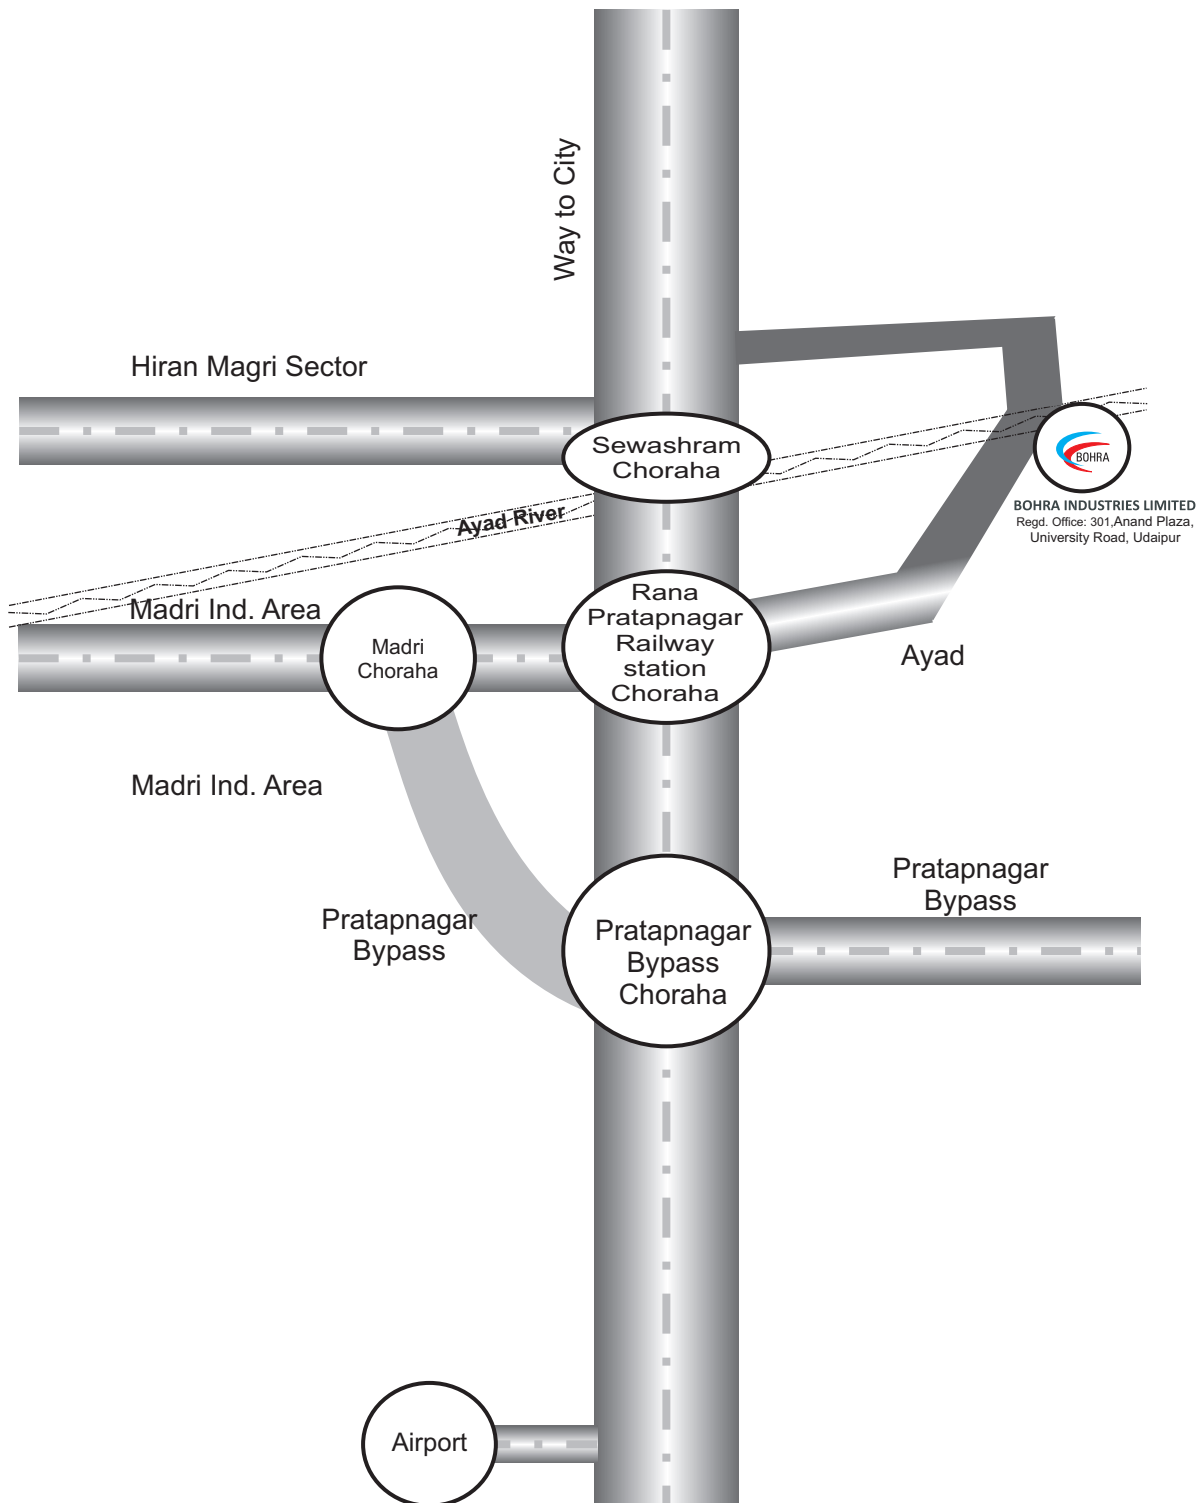 Way to City
Hiran Magri Sector
Sewashram
Choraha
BOHRA
BOHRA INDUSTRIES LIMITED
Regd. Office: 301,Anand Plaza,
University Road, Udaipur
Ayad River
Madri Ind. Area
Madri
Choraha
Rana
Pratapnagar
Railway
station
Choraha
Ayad
Madri Ind. Area
Pratapnagar
Bypass
Pratapnagar
Bypass
Choraha
Pratapnagar
Bypass
Airport